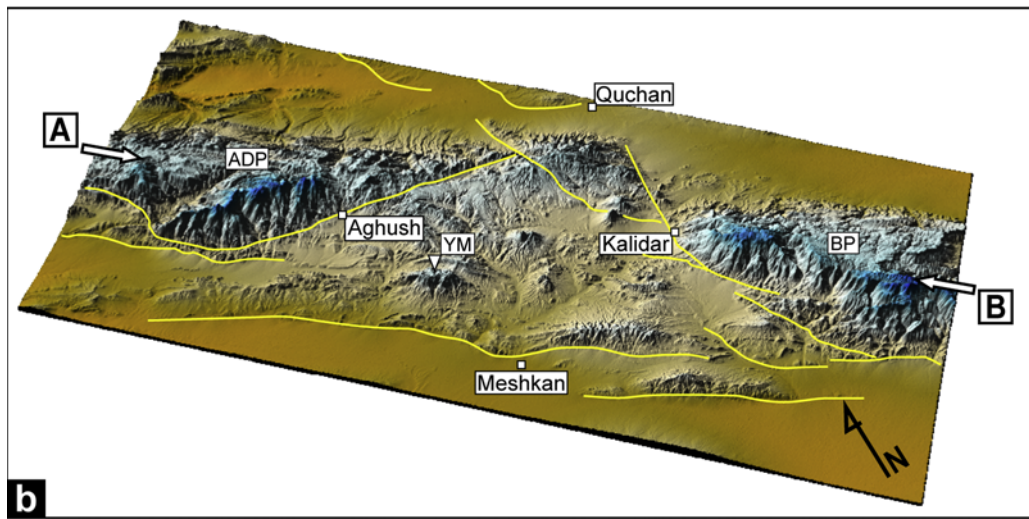 Quchan
A
ADP
Aghush
YM
Kalidar
BP
B
Meshkan
N
b